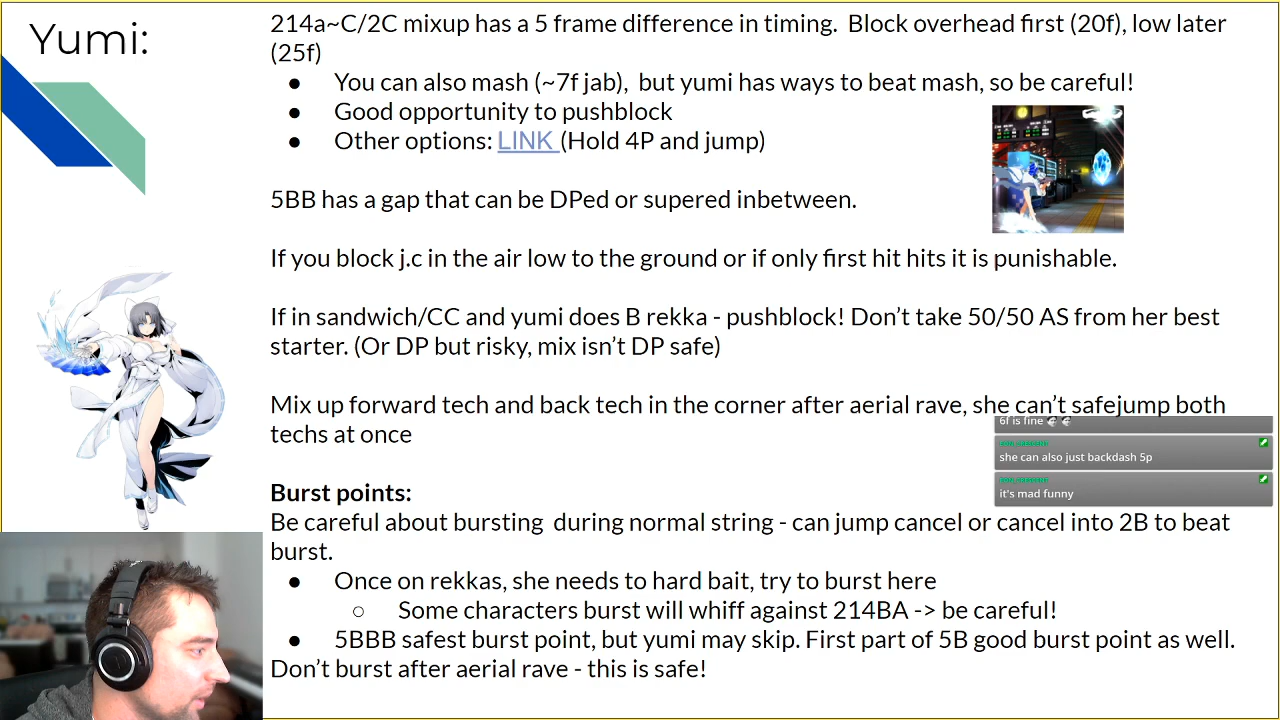 Yumi:
214a~C/2C mixup has a 5 frame difference in timing.  Block overhead first (20f), low later
(25f)
● You can also mash (~7f jab),  but yumi has ways to beat mash, so be careful!
● Good opportunity to pushblock
● Other options: LINK (Hold 4P and jump)
5BB has a gap that can be DPed or supered inbetween.
If you block j.c in the air low to the ground or if only first hit hits it is punishable.
If in sandwich/CC and yumi does B rekka - pushblock! Don’t take 50/50 AS from her best
starter. (Or DP but risky, mix isn’t DP safe)
Mix up forward tech and back tech in the corner after aerial rave, she can’t safejump both
techs at once
6f is fine
she can also just backdash 5p
it's mad funny
Burst points:
Be careful about bursting  during normal string - can jump cancel or cancel into 2B to beat
burst.
● Once on rekkas, she needs to hard bait, try to burst here
○ Some characters burst will whiff against 214BA -> be careful!
● 5BBB safest burst point, but yumi may skip. First part of 5B good burst point as well.
Don’t burst after aerial rave - this is safe!